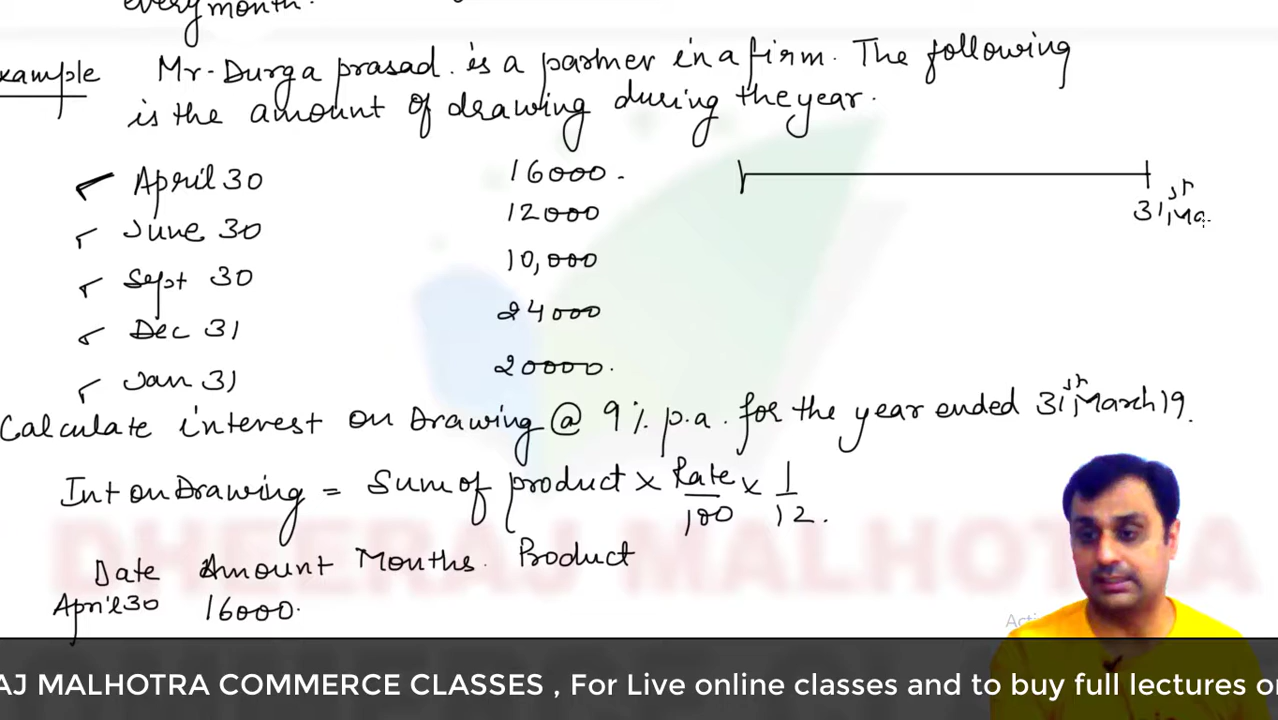 every month.
Example Mr. Durga prasad. is a partner in a firm. The following
is the amount of drawing during the year.
April 30 16000.
June 30 12000
Sept 30 10,000
Dec 31 24000
Jan 31 20000.
31st Ma
Calculate interest on Drawing @ 9% p.a. for the year ended 31st March 19.
Int on Drawing = Sum of product x Rate/100 x 1/12.
Date Amount Months. Product
April 30 16000.
DHEERAJ MALHOTRA
AJ MALHOTRA COMMERCE CLASSES , For Live online classes and to buy full lectures or